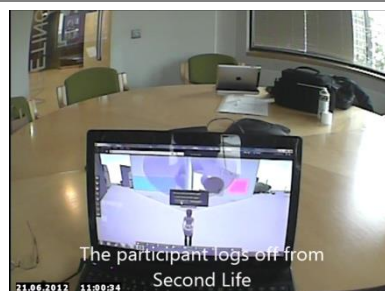 The participant logs off from
Second Life
21.06.2012 11:00:34